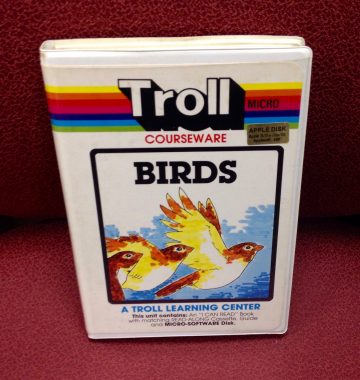 Troll
MICRO
COURSEWARE
APPLE DISK
BIRDS
A TROLL LEARNING CENTER
This unit contains: An "I CAN READ" Book
with matching READ-ALONG Cassette, Guide
and MICRO-SOFTWARE Disk.